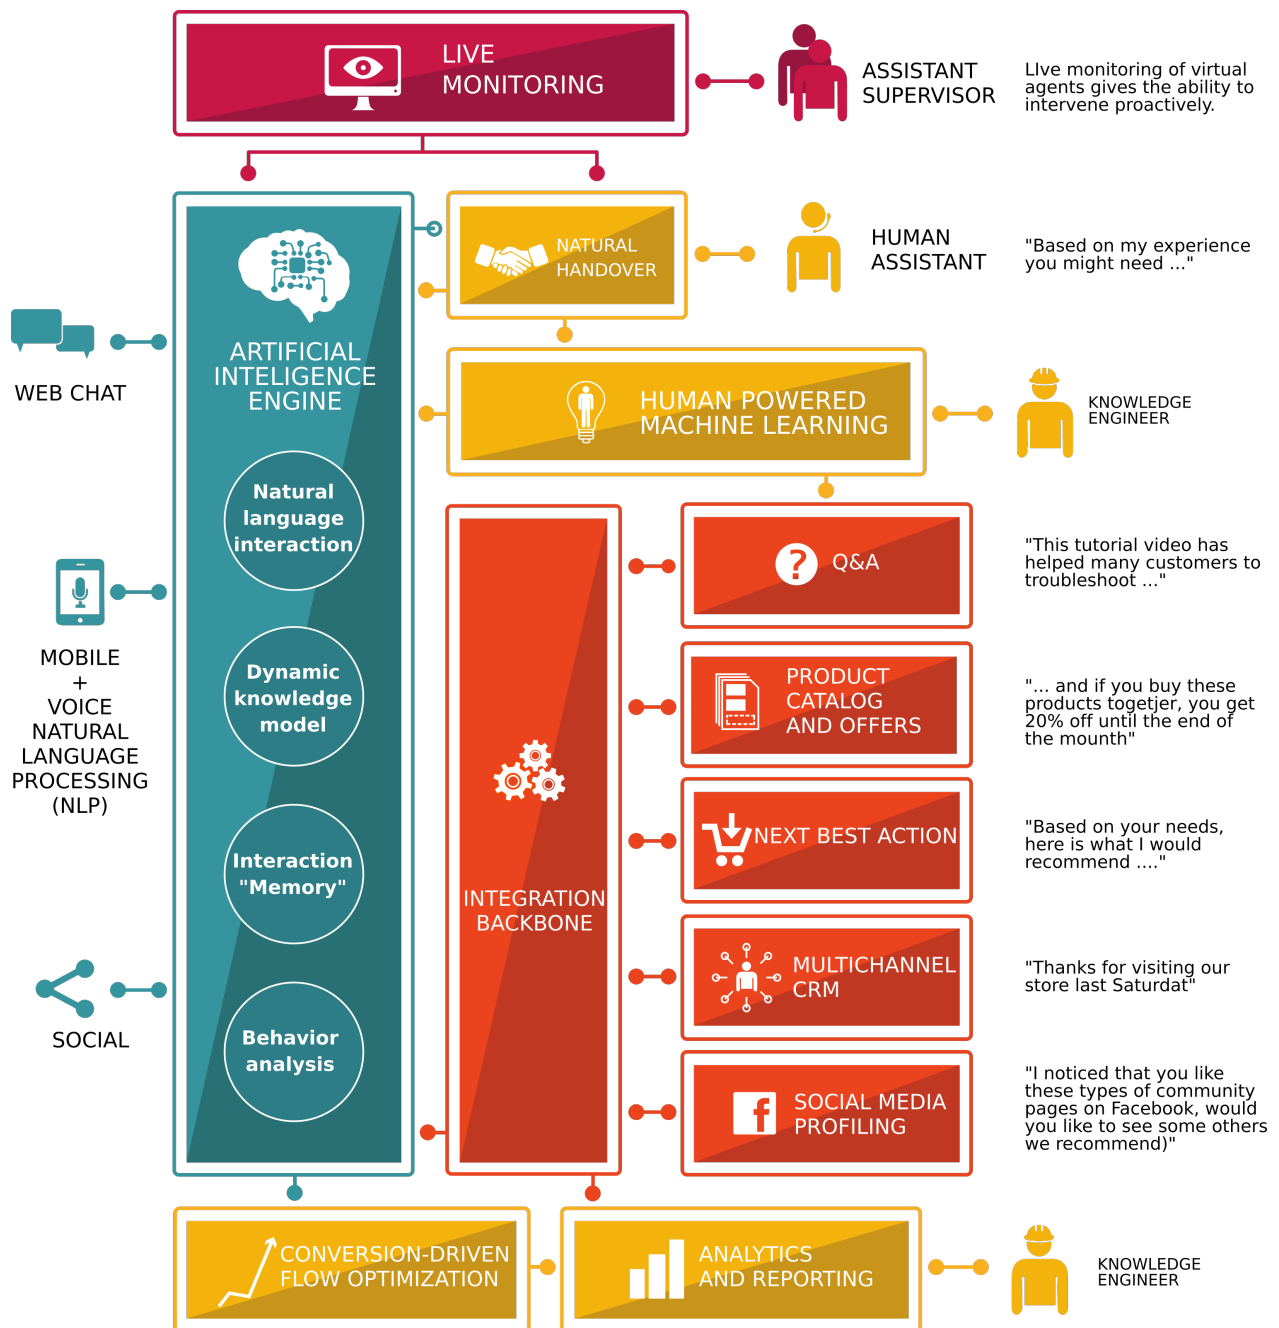 LIVE
MONITORING
ASSISTANT
SUPERVISOR
LIve monitoring of virtual
agents gives the ability to
intervene proactively.
NATURAL
HANDOVER
HUMAN
ASSISTANT
"Based on my experience
you might need ..."
WEB CHAT
ARTIFICIAL
INTELIGENCE
ENGINE
HUMAN POWERED
MACHINE LEARNING
KNOWLEDGE
ENGINEER
Natural
language
interaction
Dynamic
knowledge
model
Interaction
"Memory"
Behavior
analysis
MOBILE
+
VOICE
NATURAL
LANGUAGE
PROCESSING
(NLP)
SOCIAL
INTEGRATION
BACKBONE
?
Q&A
"This tutorial video has
helped many customers to
troubleshoot ..."
PRODUCT
CATALOG
AND OFFERS
"... and if you buy these
products togetjer, you get
20% off until the end of
the mounth"
NEXT BEST ACTION
"Based on your needs,
here is what I would
recommend ...."
MULTICHANNEL
CRM
"Thanks for visiting our
store last Saturdat"
f
SOCIAL MEDIA
PROFILING
"I noticed that you like
these types of community
pages on Facebook, would
you like to see some others
we recommend)"
CONVERSION-DRIVEN
FLOW OPTIMIZATION
ANALYTICS
AND REPORTING
KNOWLEDGE
ENGINEER